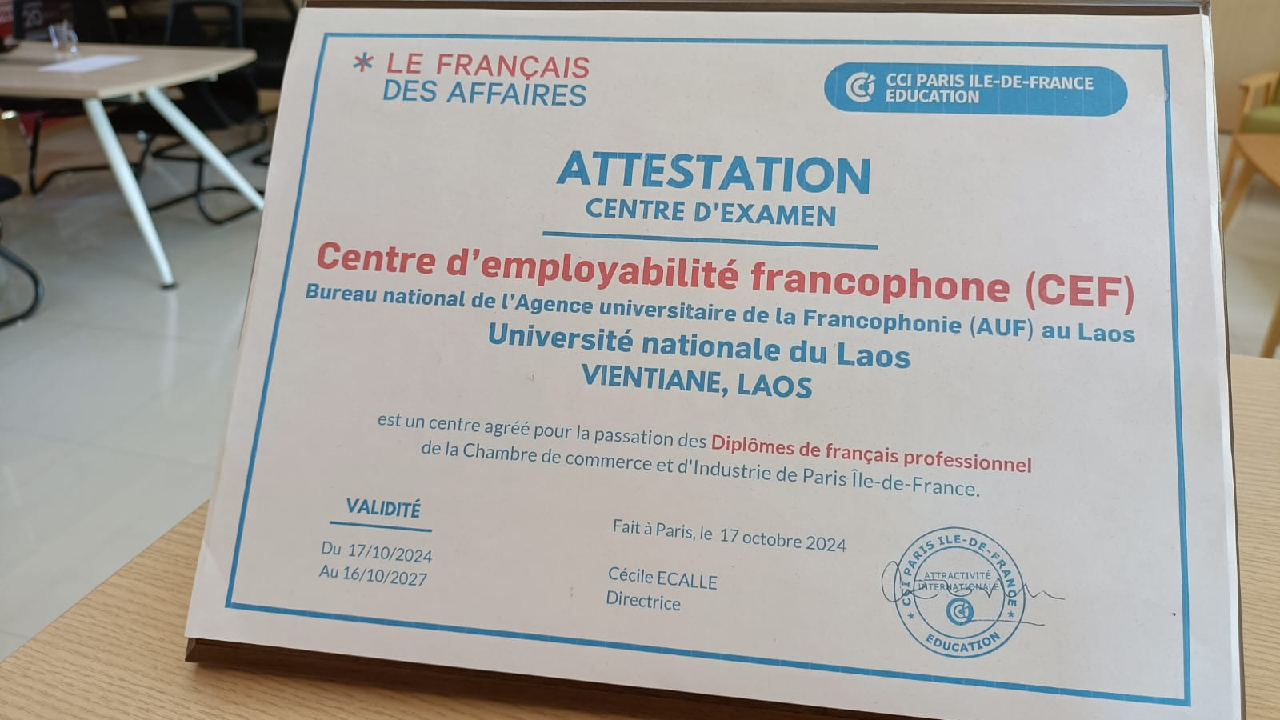 * LE FRANÇAIS
DES AFFAIRES
CCI PARIS ILE-DE-FRANCE
EDUCATION
ATTESTATION
CENTRE D'EXAMEN
Centre d'employabilité francophone (CEF)
Bureau national de l'Agence universitaire de la Francophonie (AUF) au Laos
Université nationale du Laos
VIENTIANE, LAOS
est un centre agréé pour la passation des Diplômes de français professionnel
de la Chambre de commerce et d'Industrie de Paris Île-de-France.
VALIDITÉ
Du 17/10/2024
Au 16/10/2027
Fait à Paris, le 17 octobre 2024
Cécile ECALLE
Directrice
CCI PARIS ILE-DE-FRANCE
ATTRACTIVITÉ
INTERNATIONALE
EDUCATION